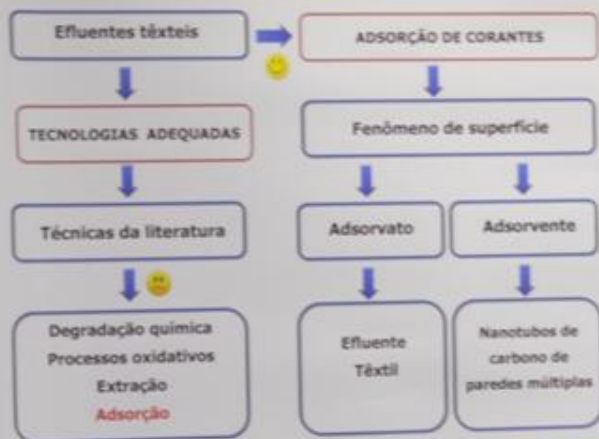 Efluentes têxteis
ADSORÇÃO DE CORANTES
TECNOLOGIAS ADEQUADAS
Fenômeno de superfície
Técnicas da literatura
Adsorvato
Adsorvente
Degradação química
Processos oxidativos
Extração
Adsorção
Efluente
Têxtil
Nanotubos de
carbono de
paredes múltiplas